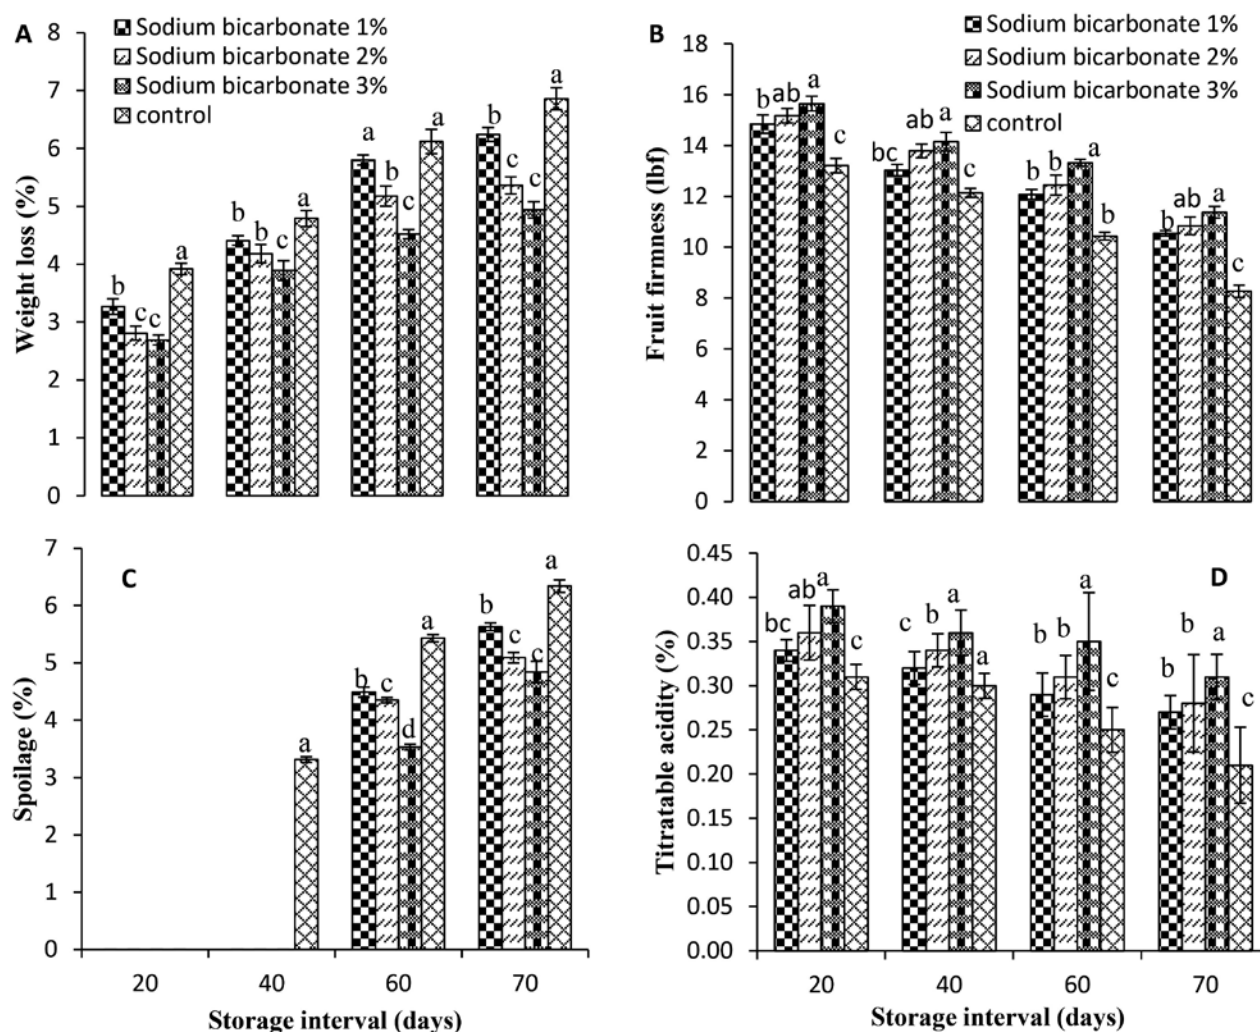 A
Sodium bicarbonate 1%
Sodium bicarbonate 2%
Sodium bicarbonate 3%
control
8
7
6
5
4
3
2
1
0
Weight loss (%)
b c c a
b b c a
a b c a
b c c a
B
Sodium bicarbonate 1%
Sodium bicarbonate 2%
Sodium bicarbonate 3%
control
18
16
14
12
10
8
6
4
2
0
Fruit firmness (lbf)
b ab a c
bc ab a c
b b a b
b ab a c
C
7
6
5
4
3
2
1
0
Spoilage (%)
a
b c d a
b c c a
20 40 60 70
Storage interval (days)
D
0.45
0.40
0.35
0.30
0.25
0.20
0.15
0.10
0.05
0.00
Titratable acidity (%)
bc ab a c
c b a a
b b a c
b b a c
20 40 60 70
Storage interval (days)